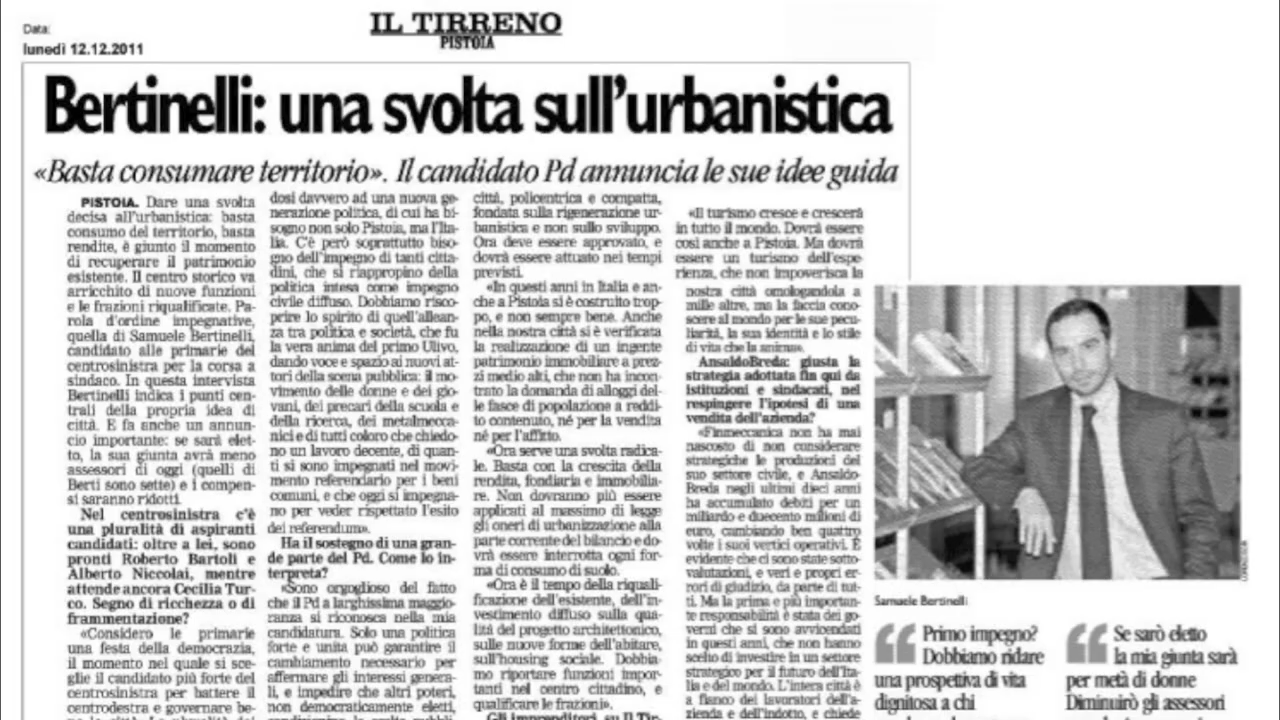 Data:
lunedì 12.12.2011
IL TIRRENO
PISTOIA
Bertinelli: una svolta sull'urbanistica
«Basta consumare territorio». Il candidato Pd annuncia le sue idee guida
PISTOIA. Dare una svolta
decisa all'urbanistica: basta
consumo del territorio, basta
rendite, è giunto il momento
di recuperare il patrimonio
esistente. Il centro storico va
arricchito di nuove funzioni
e le frazioni riqualificate. Pa-
rola d'ordine impegnative,
quella di Samuele Bertinelli,
candidato alle primarie del
centrosinistra per la corsa a
sindaco. In questa intervista
Bertinelli indica i punti cen-
trali della propria idea di
città. E fa anche un annun-
cio importante: se sarà elet-
to, la sua giunta avrà meno
assessori di oggi (quelli di
Berti sono sette) e i compen-
si saranno ridotti.
Nel centrosinistra c'è
una pluralità di aspiranti
candidati: oltre a lei, sono
pronti Roberto Bartoli e
Alberto Niccolai, mentre
attende ancora Cecilia Tur-
co. Segno di ricchezza o di
frammentazione?
«Considero le primarie
una festa della democrazia,
il momento nel quale si sce-
glie il candidato più forte del
centrosinistra per battere il
centrodestra e governare be-
dosi davvero ad una nuova ge-
nerazione politica, di cui ha bi-
sogno non solo Pistoia, ma l'Ita-
lia. C'è però soprattutto biso-
gno dell'impegno di tanti citta-
dini, che si riappropino della
politica intesa come impegno
civile diffuso. Dobbiamo risco-
prire lo spirito di quell'allean-
za tra politica e società, che fu
la vera anima del primo Ulivo,
dando voce e spazio ai nuovi at-
tori della scena pubblica: il mo-
vimento delle donne e dei gio-
vani, dei precari della scuola e
della ricerca, dei metalmecca-
nici e di tutti coloro che chiedo-
no un lavoro decente, di quan-
ti si sono impegnati nel movi-
mento referendario per i beni
comuni, e che oggi si impegna-
no per veder rispettato l'esito
dei referendum».
Ha il sostegno di una gran-
de parte del Pd. Come lo in-
terpreta?
«Sono orgoglioso del fatto
che il Pd a larghissima maggio-
ranza si riconosca nella mia
candidatura. Solo una politica
forte e unita può garantire il
cambiamento necessario per
affermare gli interessi genera-
li, e impedire che altri poteri,
non democraticamente eletti,
città, policentrica e compatta,
fondata sulla rigenerazione ur-
banistica e non sullo sviluppo.
Ora deve essere approvato, e
dovrà essere attuato nei tempi
previsti.
«In questi anni in Italia e an-
che a Pistoia si è costruito trop-
po, e non sempre bene. Anche
nella nostra città si è verificata
la realizzazione di un ingente
patrimonio immobiliare a prez-
zi medio alti, che non ha incon-
trato la domanda di alloggi del-
le fasce di popolazione a reddi-
to contenuto, né per la vendita
né per l'affitto.
«Ora serve una svolta radica-
le. Basta con la crescita della
rendita, fondiaria e immobilia-
re. Non dovranno più essere
applicati al massimo di legge
gli oneri di urbanizzazione alla
parte corrente del bilancio e do-
vrà essere interrotta ogni for-
ma di consumo di suolo.
«Ora è il tempo della riquali-
ficazione dell'esistente, dell'in-
vestimento diffuso sulla qua-
lità del progetto architettonico,
sulle nuove forme dell'abitare,
sull'housing sociale. Dobbia-
mo riportare funzioni impor-
tanti nel centro cittadino, e
qualificare le frazioni».
Gli imprenditori, su Il Tir-
«Il turismo cresce e crescerà
in tutto il mondo. Dovrà essere
così anche a Pistoia. Ma dovrà
essere un turismo dell'espe-
rienza, che non impoverisca la
nostra città omologandola a
mille altre, ma la faccia cono-
scere al mondo per le sue pecu-
liarità, la sua identità e lo stile
di vita che la anima».
AnsaldoBreda: giusta la
strategia adottata fin qui da
istituzioni e sindacati, nel
respingere l'ipotesi di una
vendita dell'azienda?
«Finmeccanica non ha mai
nascosto di non considerare
strategiche le produzioni del
suo settore civile, e Ansaldo-
Breda negli ultimi dieci anni
ha accumulato debiti per un
miliardo e duecento milioni di
euro, cambiando ben quattro
volte i suoi vertici operativi. È
evidente che ci sono state sotto-
valutazioni, e veri e propri er-
rori di giudizio, da parte di tut-
ti. Ma la prima e più importan-
te responsabilità è stata dei go-
verni che si sono avvicendati
in questi anni, che non hanno
scelto di investire in un settore
strategico per il futuro dell'Ita-
lia e del mondo. L'intera città è
a fianco dei lavoratori dell'a-
zienda e dell'indotto, e chiede
Samuele Bertinelli
“ Primo impegno?
Dobbiamo ridare
una prospettiva di vita
dignitosa a chi
“ Se sarò eletto
la mia giunta sarà
per metà di donne
Diminuirò gli assessori